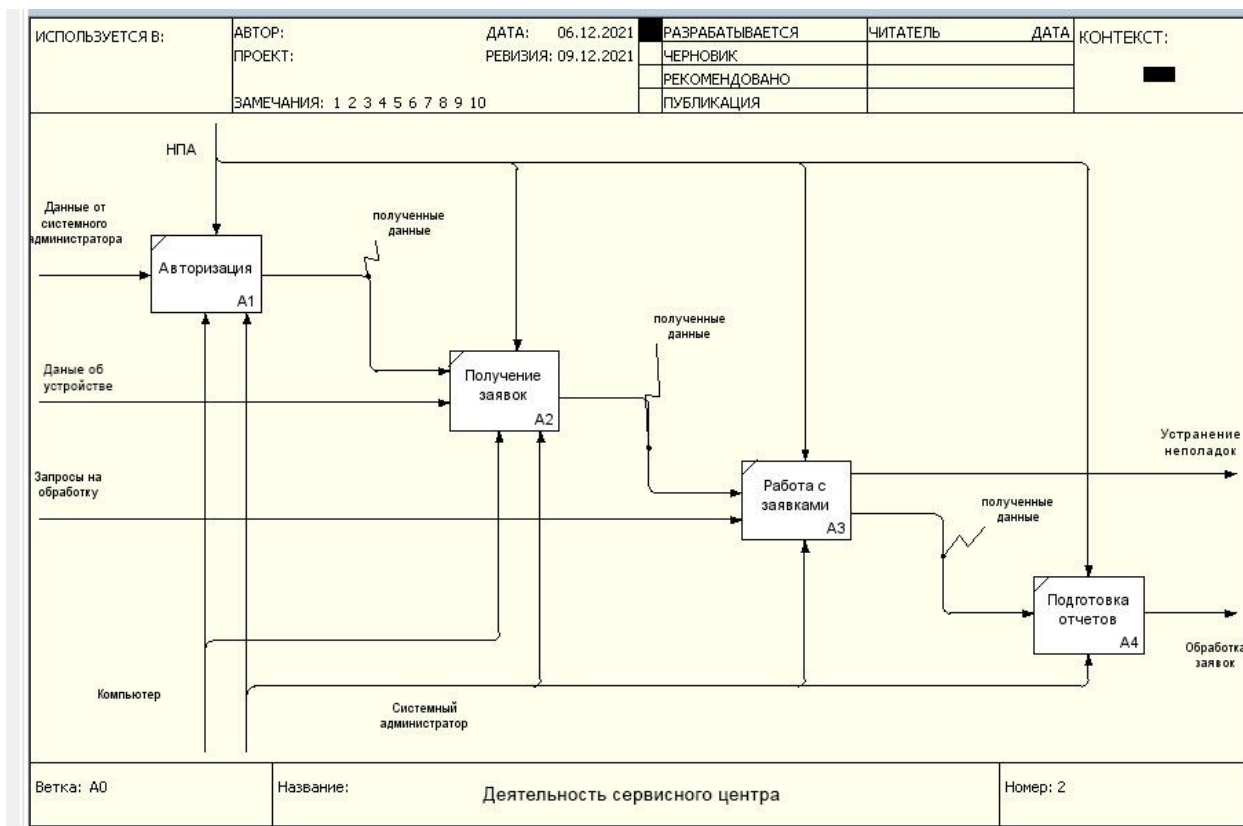 ИСПОЛЬЗУЕТСЯ В:
АВТОР:
ДАТА: 06.12.2021
ПРОЕКТ:
РЕВИЗИЯ: 09.12.2021
ЗАМЕЧАНИЯ: 1 2 3 4 5 6 7 8 9 10
РАЗРАБАТЫВАЕТСЯ
ЧЕРНОВИК
РЕКОМЕНДОВАНО
ПУБЛИКАЦИЯ
ЧИТАТЕЛЬ
ДАТА
КОНТЕКСТ:
НПА
Данные от
системного
администратора
Авторизация
A1
полученные
данные
Даные об
устройстве
Получение
заявок
A2
полученные
данные
Запросы на
обработку
Работа с
заявками
A3
Устранение
неполадок
полученные
данные
Подготовка
отчетов
A4
Обработка
заявок
Компьютер
Системный
администратор
Ветка: A0
Название:
Деятельность сервисного центра
Номер: 2